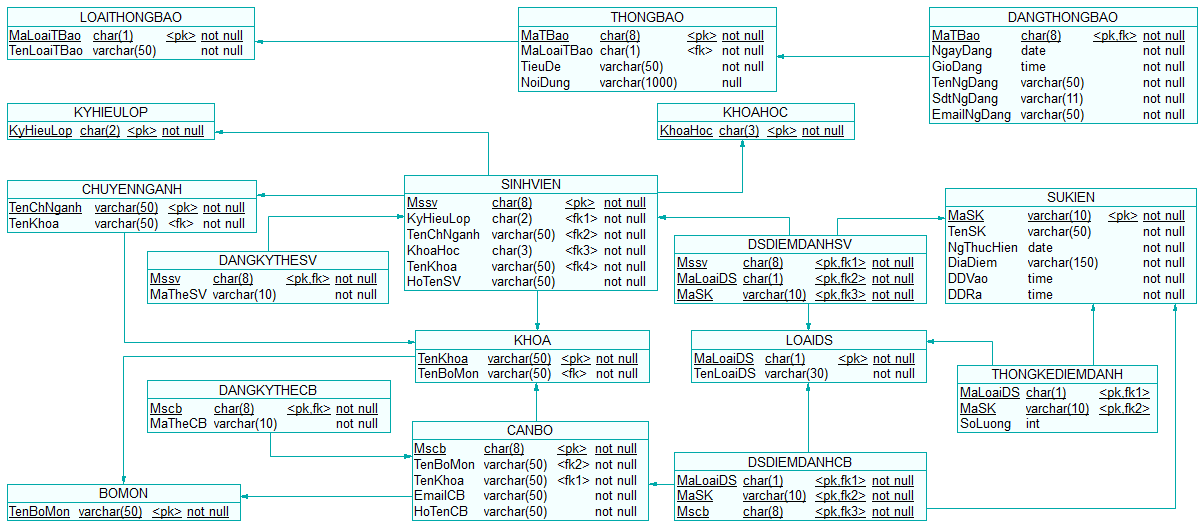 LOAITHONGBAO
MaLoaiTBao char(1) <pk> not null
TenLoaiTBao varchar(50) not null
THONGBAO
MaTBao char(8) <pk> not null
MaLoaiTBao char(1) <fk> not null
TieuDe varchar(50) not null
NoiDung varchar(1000) null
DANGTHONGBAO
MaTBao char(8) <pk,fk> not null
NgayDang date not null
GioDang time not null
TenNgDang varchar(50) not null
SdtNgDang varchar(11) not null
EmailNgDang varchar(50) not null
KYHIEULOP
KyHieuLop char(2) <pk> not null
KHOAHOC
KhoaHoc char(3) <pk> not null
CHUYENNGANH
TenChNganh varchar(50) <pk> not null
TenKhoa varchar(50) <fk> not null
SINHVIEN
Mssv char(8) <pk> not null
KyHieuLop char(2) <fk1> not null
TenChNganh varchar(50) <fk2> not null
KhoaHoc char(3) <fk3> not null
TenKhoa varchar(50) <fk4> not null
HoTenSV varchar(50) not null
SUKIEN
MaSK varchar(10) <pk> not null
TenSK varchar(50) not null
NgThucHien date not null
DiaDiem varchar(150) not null
DDVao time not null
DDRa time not null
DANGKYTHESV
Mssv char(8) <pk,fk> not null
MaTheSV varchar(10) not null
DSDIEMDANHSV
Mssv char(8) <pk,fk1> not null
MaLoaiDS char(1) <pk,fk2> not null
MaSK varchar(10) <pk,fk3> not null
KHOA
TenKhoa varchar(50) <pk> not null
TenBoMon varchar(50) <fk> not null
LOAIDS
MaLoaiDS char(1) <pk> not null
TenLoaiDS varchar(30) not null
THONGKEDIEMDANH
MaLoaiDS char(1) <pk,fk1>
MaSK varchar(10) <pk,fk2>
SoLuong int
DANGKYTHECB
Mscb char(8) <pk,fk> not null
MaTheCB varchar(10) not null
CANBO
Mscb char(8) <pk> not null
TenBoMon varchar(50) <fk2> not null
TenKhoa varchar(50) <fk1> not null
EmailCB varchar(50) not null
HoTenCB varchar(50) not null
DSDIEMDANHCB
MaLoaiDS char(1) <pk,fk1> not null
MaSK varchar(10) <pk,fk2> not null
Mscb char(8) <pk,fk3> not null
BOMON
TenBoMon varchar(50) <pk> not null